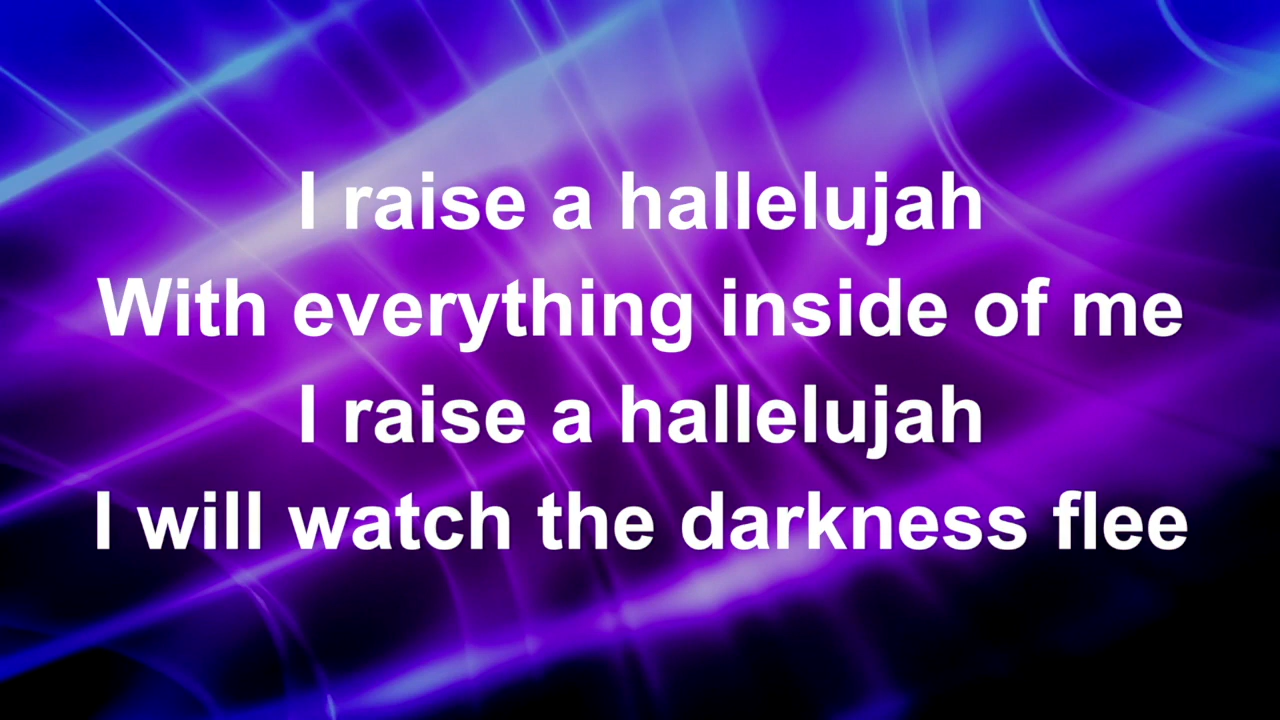 I raise a hallelujah
With everything inside of me
I raise a hallelujah
I will watch the darkness flee